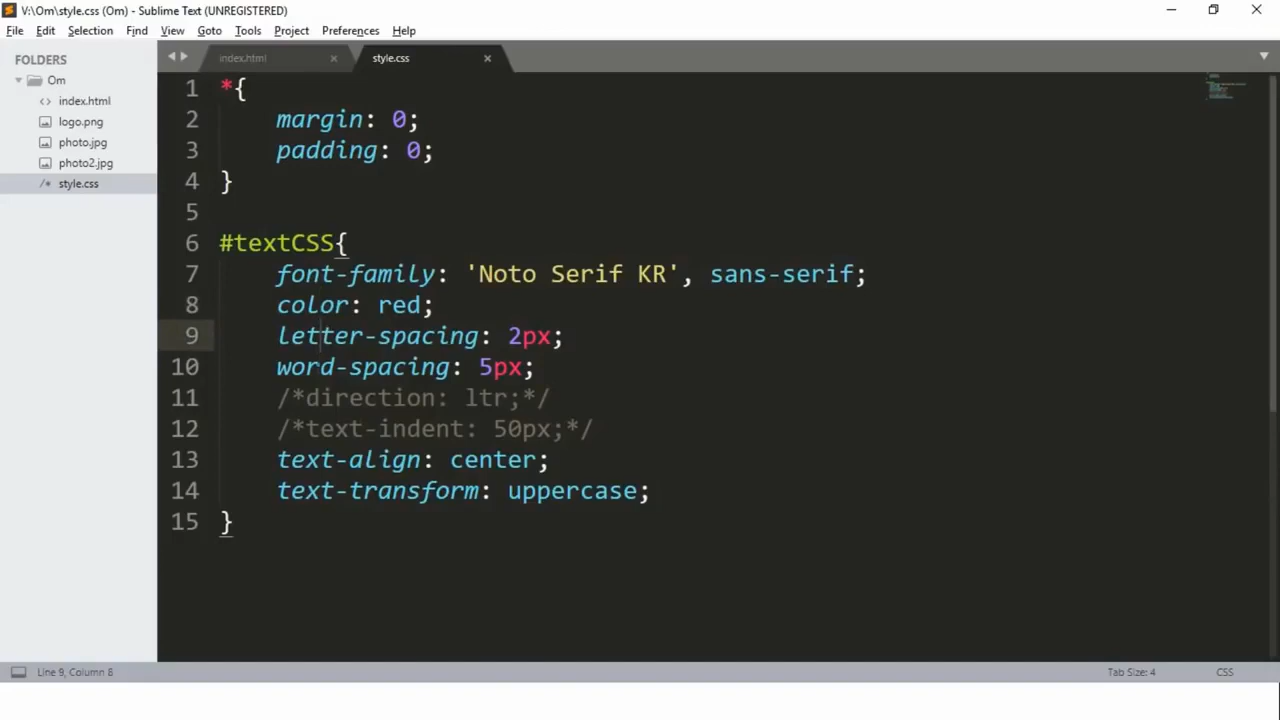 V:\Om\style.css (Om) - Sublime Text (UNREGISTERED)
File Edit Selection Find View Goto Tools Project Preferences Help
FOLDERS
Om
index.html
logo.png
photo.jpg
photo2.jpg
style.css
index.html style.css
1 *{
2 margin: 0;
3 padding: 0;
4 }
5
6 #textCSS{
7 font-family: 'Noto Serif KR', sans-serif;
8 color: red;
9 letter-spacing: 2px;
10 word-spacing: 5px;
11 /*direction: ltr;*/
12 /*text-indent: 50px;*/
13 text-align: center;
14 text-transform: uppercase;
15 }
Line 9, Column 6 Tab Size: 4 CSS